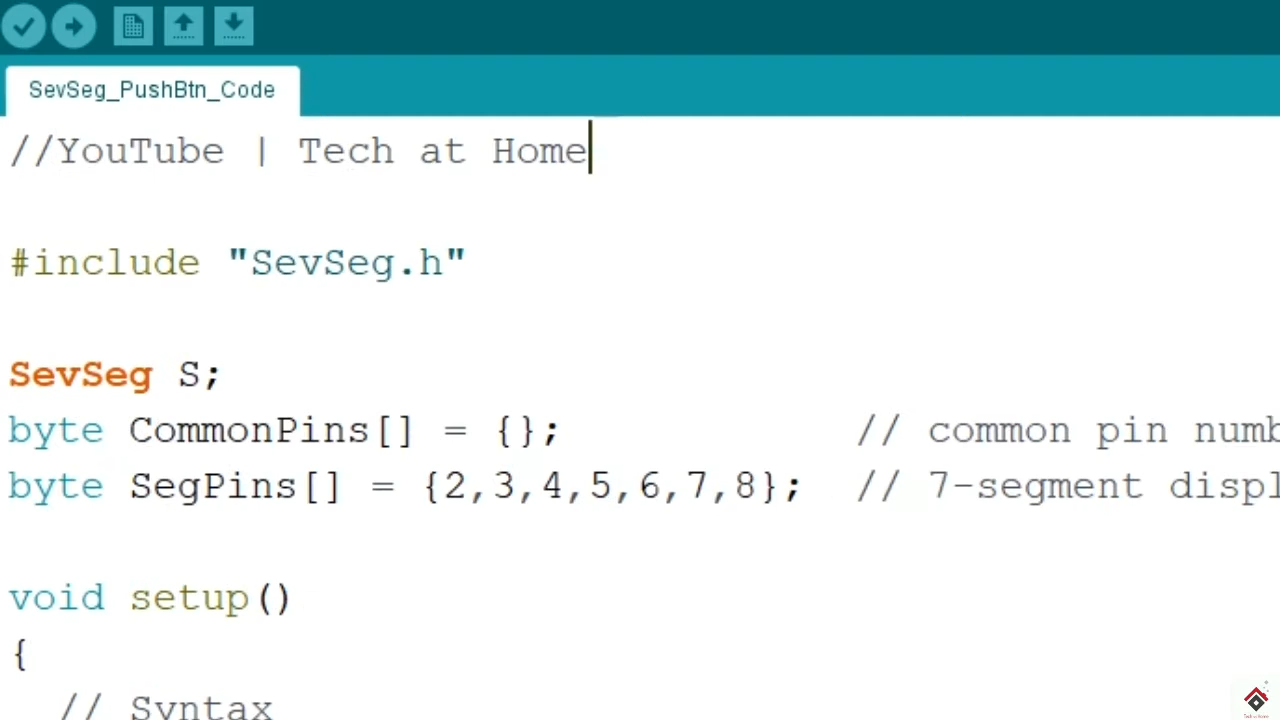 SevSeg_PushBtn_Code
//YouTube | Tech at Home
#include "SevSeg.h"
SevSeg S;
byte CommonPins[] = {}; // common pin numb
byte SegPins[] = {2,3,4,5,6,7,8}; // 7-segment displ
void setup()
{
// Syntax